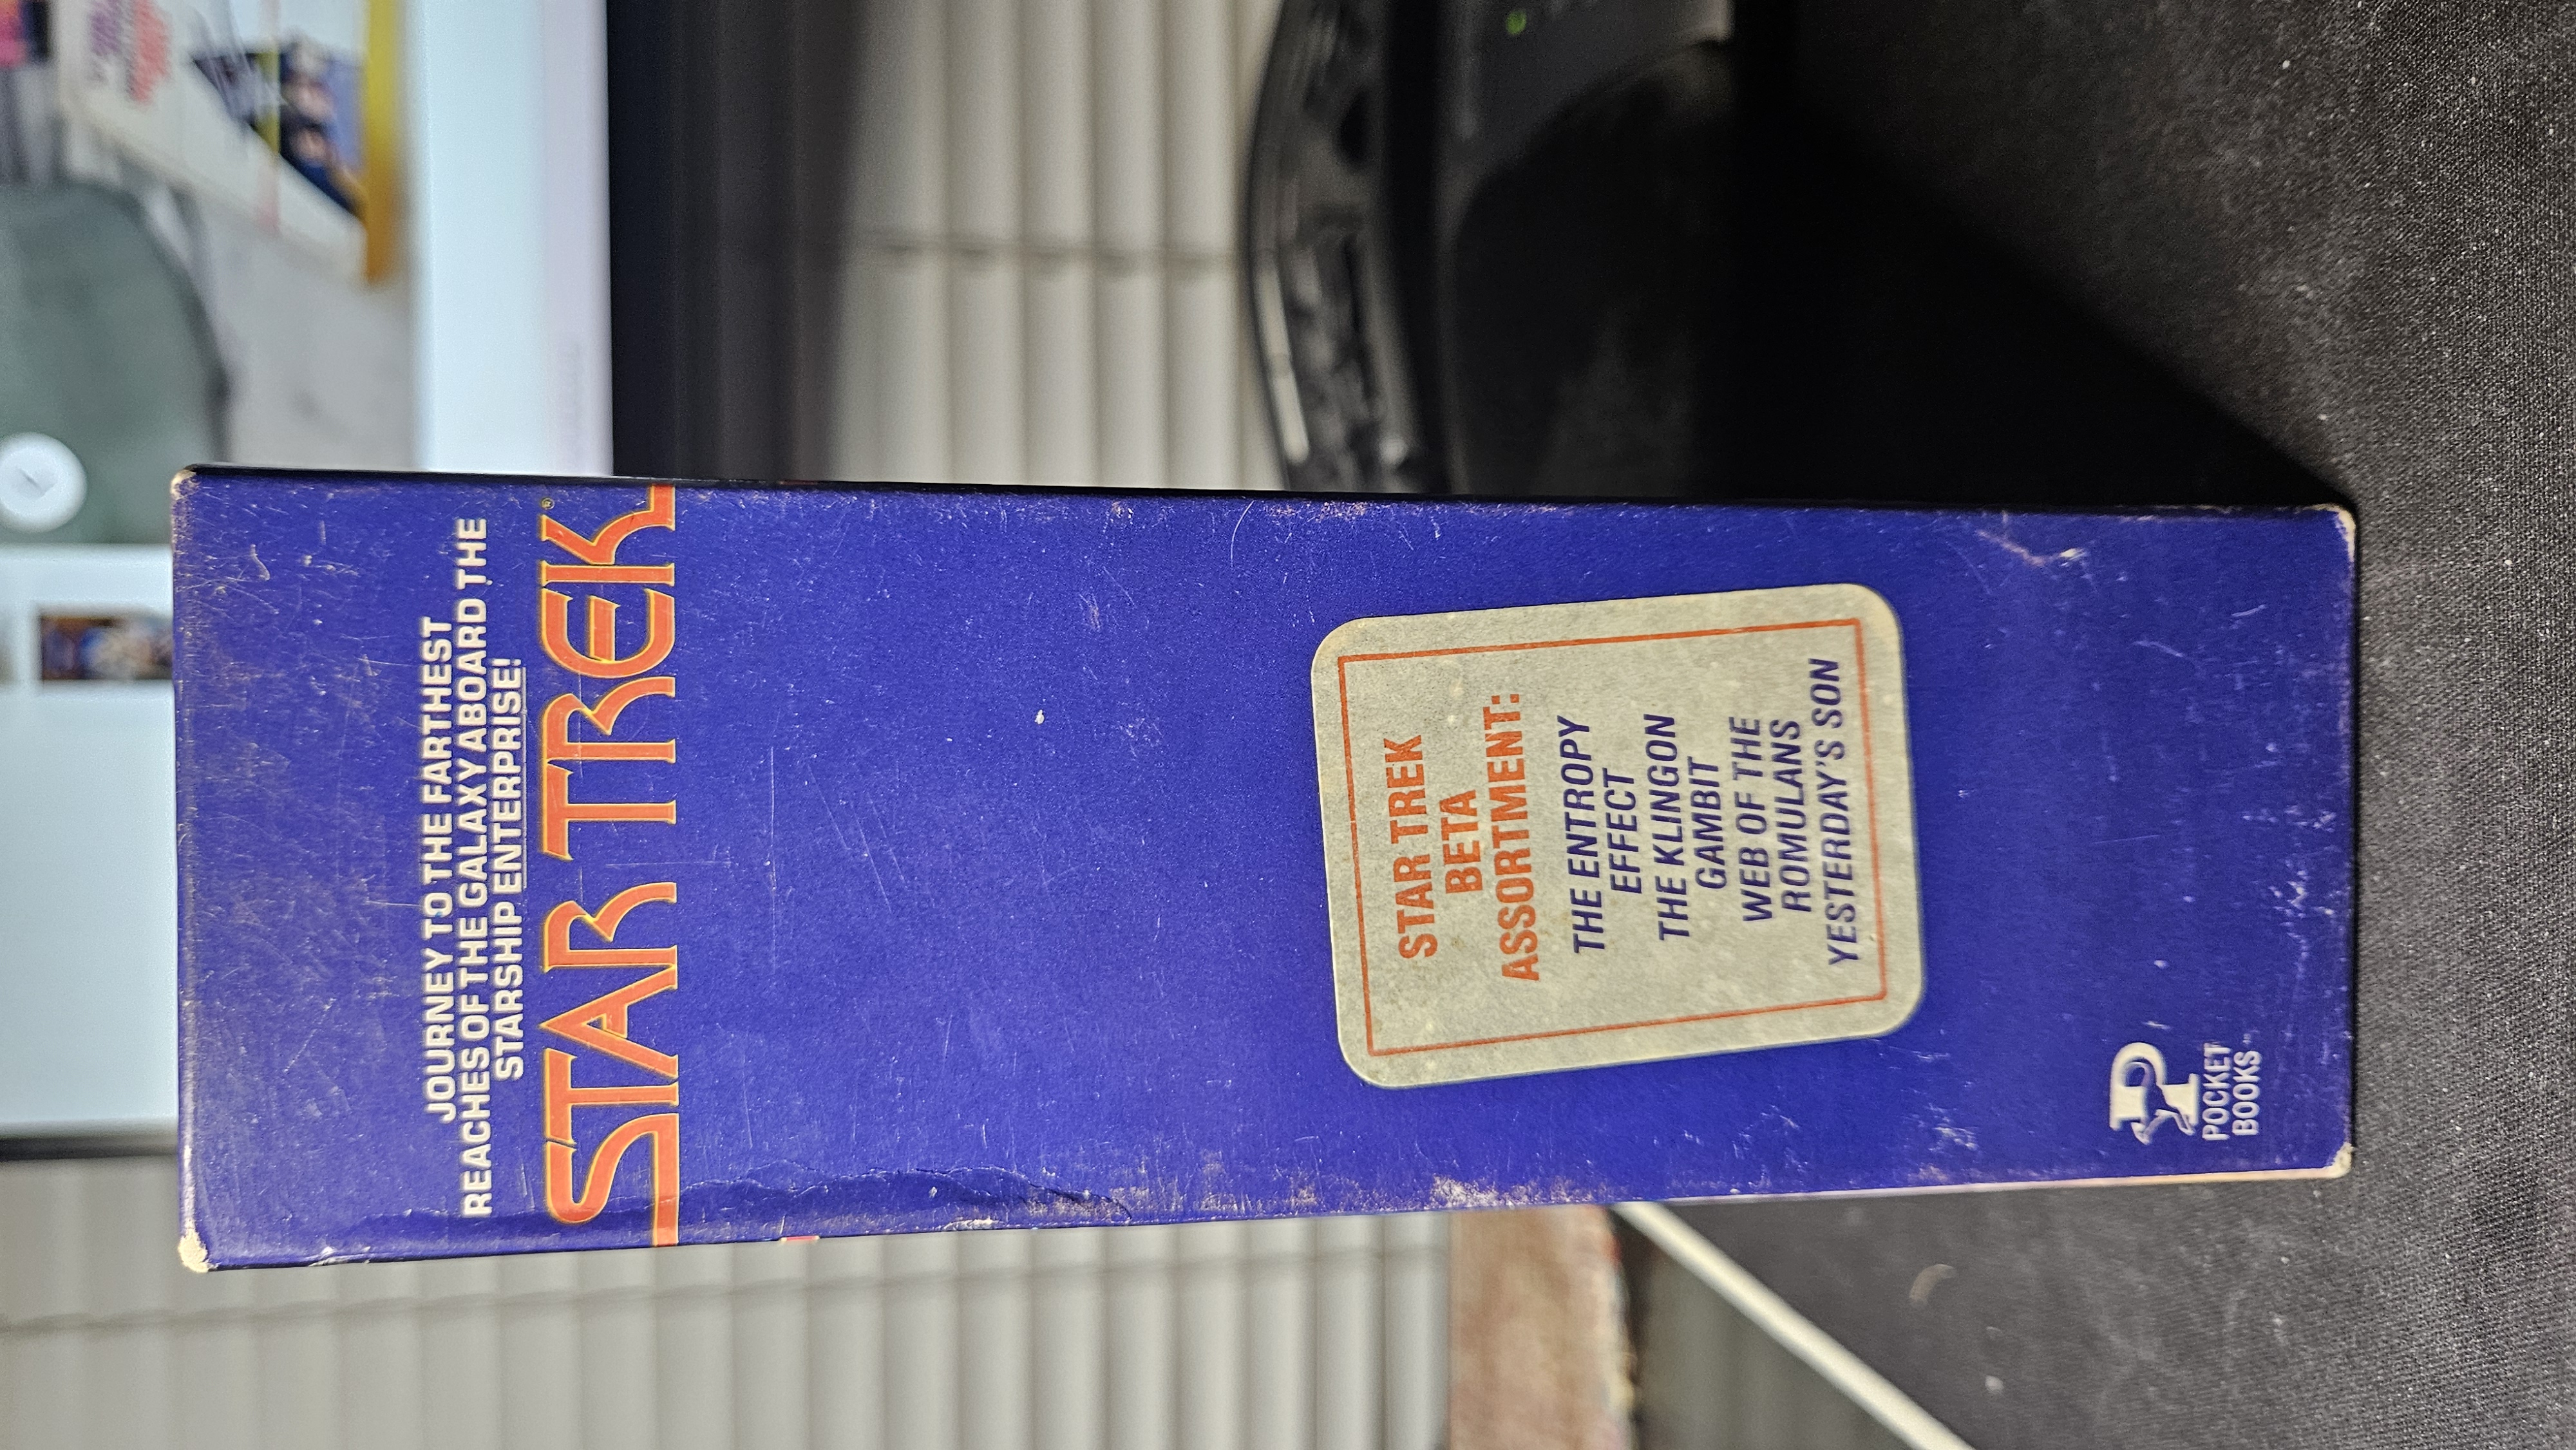 JOURNEY TO THE FARTHEST
REACHES OF THE GALAXY ABOARD THE
STARSHIP ENTERPRISE!
STAR TREK®
STAR TREK
BETA
ASSORTMENT:
THE ENTROPY
EFFECT
THE KLINGON
GAMBIT
WEB OF THE
ROMULANS
YESTERDAY'S SON
P
POCKET
BOOKS